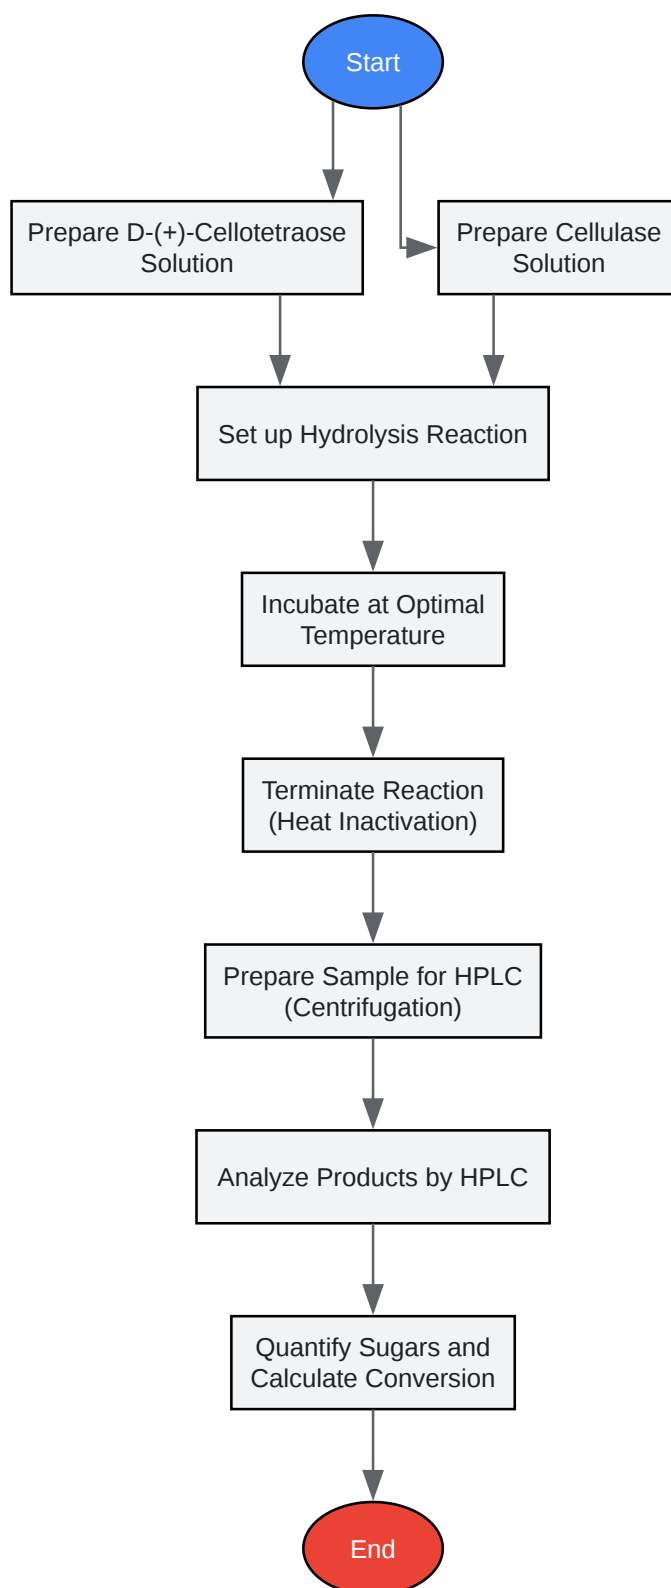 Start
Prepare D-(+)-Cellotetraose
Solution
Prepare Cellulase
Solution
Set up Hydrolysis Reaction
Incubate at Optimal
Temperature
Terminate Reaction
(Heat Inactivation)
Prepare Sample for HPLC
(Centrifugation)
Analyze Products by HPLC
Quantify Sugars and
Calculate Conversion
End